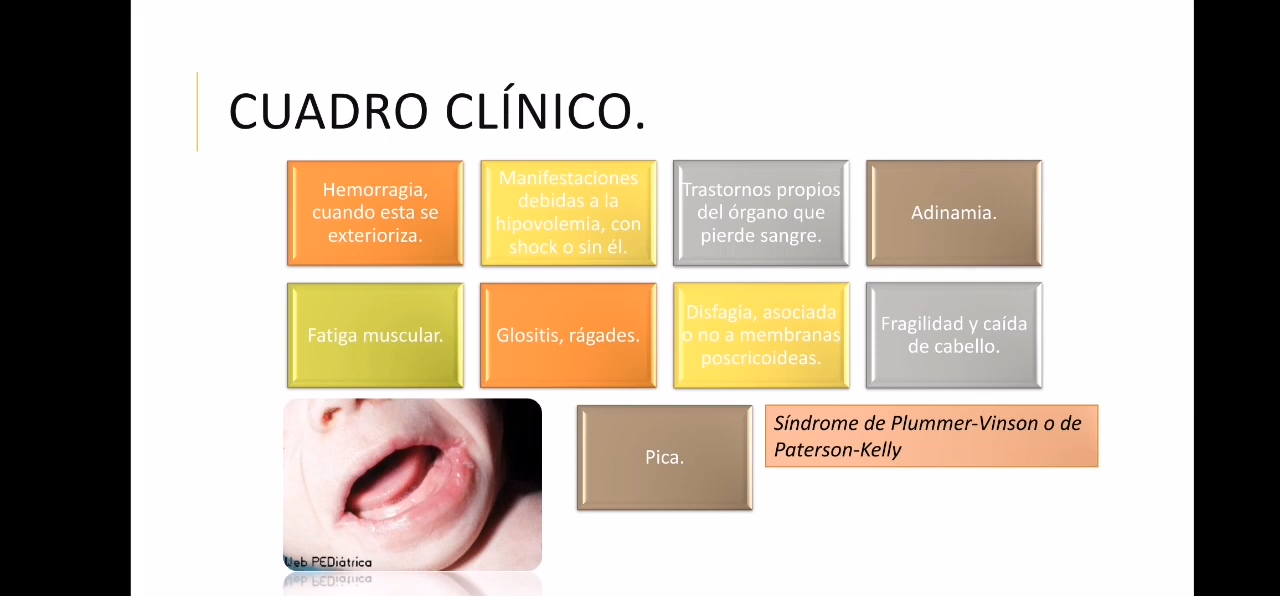 CUADRO CLÍNICO.
Hemorragia,
cuando esta se
exterioriza.
Manifestaciones
debidas a la
hipovolemia, con
shock o sin él.
Trastornos propios
del órgano que
pierde sangre.
Adinamia.
Fatiga muscular.
Glositis, rágades.
Disfagia, asociada
o no a membranas
poscricoideas.
Fragilidad y caída
de cabello.
Pica.
Síndrome de Plummer-Vinson o de
Paterson-Kelly
Web PEDiátrica